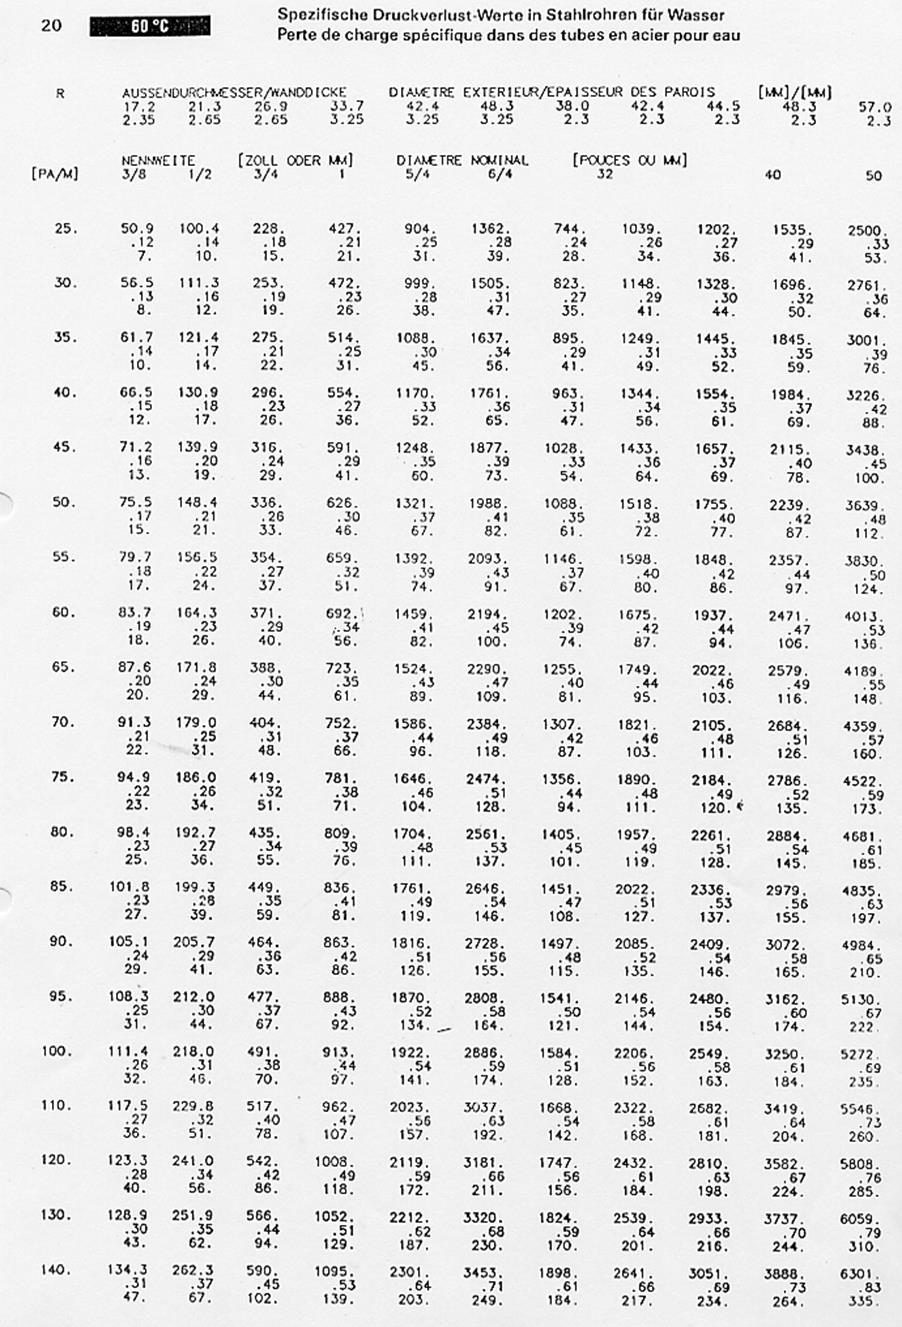 20 60 °C Spezifische Druckverlust-Werte in Stahlrohren für Wasser
Perte de charge spécifique dans des tubes en acier pour eau
R AUSSENDURCHMESSER/WANDDICKE DIAMETRE EXTERIEUR/EPAISSEUR DES PAROIS [MM]/[MM]
17.2 21.3 26.9 33.7 42.4 48.3 38.0 42.4 44.5 48.3 57.0
2.35 2.65 2.65 3.25 3.25 3.25 2.3 2.3 2.3 2.3 2.3
NENNWEITE [ZOLL ODER MM] DIAMETRE NOMINAL [POUCES OU MM]
[PA/M] 3/8 1/2 3/4 1 5/4 6/4 32 40 50
25. 50.9 100.4 228. 427. 904. 1362. 744. 1039. 1202. 1535. 2500.
.12 .14 .18 .21 .25 .28 .24 .26 .27 .29 .33
7. 10. 15. 21. 31. 39. 28. 34. 36. 41. 53.
30. 56.5 111.3 253. 472. 999. 1505. 823. 1148. 1328. 1696. 2761.
.13 .16 .19 .23 .28 .31 .27 .29 .30 .32 .36
8. 12. 19. 26. 38. 47. 35. 41. 44. 50. 64.
35. 61.7 121.4 275. 514. 1088. 1637. 895. 1249. 1445. 1845. 3001.
.14 .17 .21 .25 .30 .34 .29 .31 .33 .35 .39
10. 14. 22. 31. 45. 56. 41. 49. 52. 59. 76.
40. 66.5 130.9 296. 554. 1170. 1761. 963. 1344. 1554. 1984. 3226.
.15 .18 .23 .27 .33 .36 .31 .34 .35 .37 .42
12. 17. 26. 36. 52. 65. 47. 56. 61. 69. 88.
45. 71.2 139.9 316. 591. 1248. 1877. 1028. 1433. 1657. 2115. 3438.
.16 .20 .24 .29 .35 .39 .33 .36 .37 .40 .45
13. 19. 29. 41. 60. 73. 54. 64. 69. 78. 100.
50. 75.5 148.4 336. 626. 1321. 1988. 1088. 1518. 1755. 2239. 3639.
.17 .21 .26 .30 .37 .41 .35 .38 .40 .42 .48
15. 21. 33. 46. 67. 82. 61. 72. 77. 87. 112.
55. 79.7 156.5 354. 659. 1392. 2093. 1146. 1598. 1848. 2357. 3830.
.18 .22 .27 .32 .39 .43 .37 .40 .42 .44 .50
17. 24. 37. 51. 74. 91. 67. 80. 86. 97. 124.
60. 83.7 164.3 371. 692. 1459. 2194. 1202. 1675. 1937. 2471. 4013.
.19 .23 .29 .34 .41 .45 .39 .42 .44 .47 .53
18. 26. 40. 56. 82. 100. 74. 87. 94. 106. 136.
65. 87.6 171.8 388. 723. 1524. 2290. 1255. 1749. 2022. 2579. 4189.
.20 .24 .30 .35 .43 .47 .40 .44 .46 .49 .55
20. 29. 44. 61. 89. 109. 81. 95. 103. 116. 148.
70. 91.3 179.0 404. 752. 1586. 2384. 1307. 1821. 2105. 2684. 4359.
.21 .25 .31 .37 .44 .49 .42 .46 .48 .51 .57
22. 31. 48. 66. 96. 118. 87. 103. 111. 126. 160.
75. 94.9 186.0 419. 781. 1646. 2474. 1356. 1890. 2184. 2786. 4522.
.22 .26 .32 .38 .46 .51 .44 .48 .49 .52 .59
23. 34. 51. 71. 104. 128. 94. 111. 120. 135. 173.
80. 98.4 192.7 435. 809. 1704. 2561. 1405. 1957. 2261. 2884. 4681.
.23 .27 .34 .39 .48 .53 .45 .49 .51 .54 .61
25. 36. 55. 76. 111. 137. 101. 119. 128. 145. 185.
85. 101.8 199.3 449. 836. 1761. 2646. 1451. 2022. 2336. 2979. 4835.
.23 .28 .35 .41 .49 .54 .47 .51 .53 .56 .63
27. 39. 59. 81. 119. 146. 108. 127. 137. 155. 197.
90. 105.1 205.7 464. 863. 1816. 2728. 1497. 2085. 2409. 3072. 4984.
.24 .29 .36 .42 .51 .56 .48 .52 .54 .58 .65
29. 41. 63. 86. 126. 155. 115. 135. 146. 165. 210.
95. 108.3 212.0 477. 888. 1870. 2808. 1541. 2146. 2480. 3162. 5130.
.25 .30 .37 .43 .52 .58 .50 .54 .56 .60 .67
31. 44. 67. 92. 134. 164. 121. 144. 154. 174. 222.
100. 111.4 218.0 491. 913. 1922. 2886. 1584. 2206. 2549. 3250. 5272.
.26 .31 .38 .44 .54 .59 .51 .56 .58 .61 .69
32. 46. 70. 97. 141. 174. 128. 152. 163. 184. 235.
110. 117.5 229.8 517. 962. 2023. 3037. 1668. 2322. 2682. 3419. 5546.
.27 .32 .40 .47 .56 .63 .54 .58 .61 .64 .73
36. 51. 78. 107. 157. 192. 142. 168. 181. 204. 260.
120. 123.3 241.0 542. 1008. 2119. 3181. 1747. 2432. 2810. 3582. 5808.
.28 .34 .42 .49 .59 .66 .56 .61 .63 .67 .76
40. 56. 86. 118. 172. 211. 156. 184. 198. 224. 285.
130. 128.9 251.9 566. 1052. 2212. 3320. 1824. 2539. 2933. 3737. 6059.
.30 .35 .44 .51 .62 .68 .59 .64 .66 .70 .79
43. 62. 94. 129. 187. 230. 170. 201. 216. 244. 310.
140. 134.3 262.3 590. 1095. 2301. 3453. 1898. 2641. 3051. 3888. 6301.
.31 .37 .45 .53 .64 .71 .61 .66 .69 .73 .83
47. 67. 102. 139. 203. 249. 184. 217. 234. 264. 335.